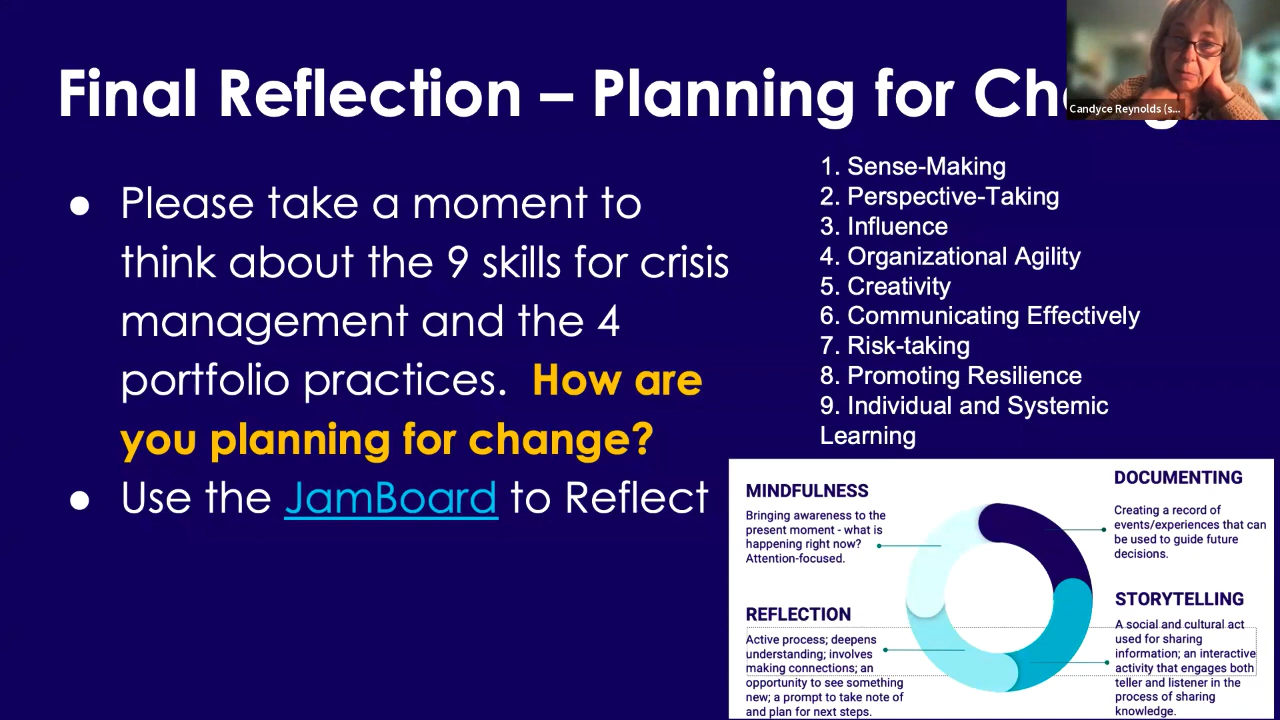 Final Reflection – Planning for Chang
Candyce Reynolds (s...
● Please take a moment to
think about the 9 skills for crisis
management and the 4
portfolio practices. How are
you planning for change?
● Use the JamBoard to Reflect
1. Sense-Making
2. Perspective-Taking
3. Influence
4. Organizational Agility
5. Creativity
6. Communicating Effectively
7. Risk-taking
8. Promoting Resilience
9. Individual and Systemic
Learning
MINDFULNESS
Bringing awareness to the
present moment - what is
happening right now?
Attention-focused.
DOCUMENTING
Creating a record of
events/experiences that can
be used to guide future
decisions.
REFLECTION
Active process; deepens
understanding; involves
making connections; an
opportunity to see something
new; a prompt to take note of
and plan for next steps.
STORYTELLING
A social and cultural act
used for sharing
information; an interactive
activity that engages both
teller and listener in the
process of sharing
knowledge.